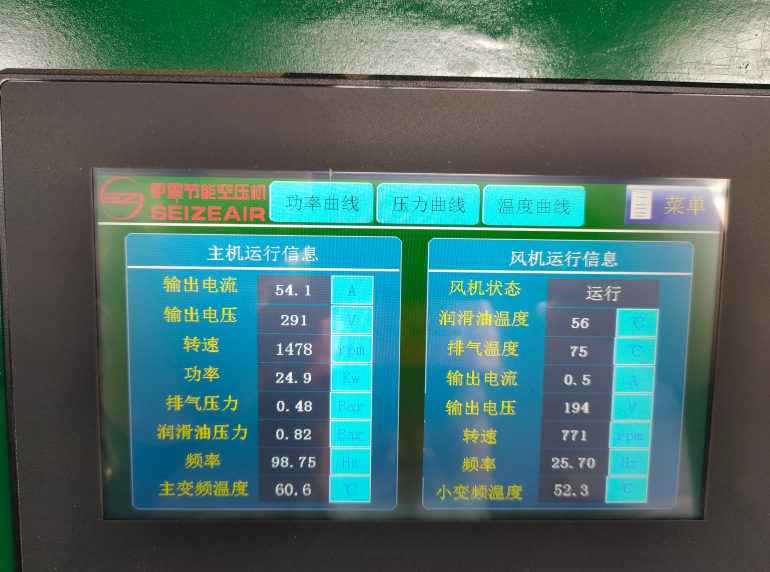 萨震节能空压机
SEIZEAIR
功率曲线
压力曲线
温度曲线
菜单
主机运行信息
输出电流 54.1 A
输出电压 291 V
转速 1478 rpm
功率 24.9 Kw
排气压力 0.48 Bar
润滑油压力 0.82 Bar
频率 98.75 Hz
主变频温度 60.6 ℃
风机运行信息
风机状态 运行
润滑油温度 56 ℃
排气温度 75 ℃
输出电流 0.5 A
输出电压 194 V
转速 771 rpm
频率 25.70 Hz
小变频温度 52.3 ℃